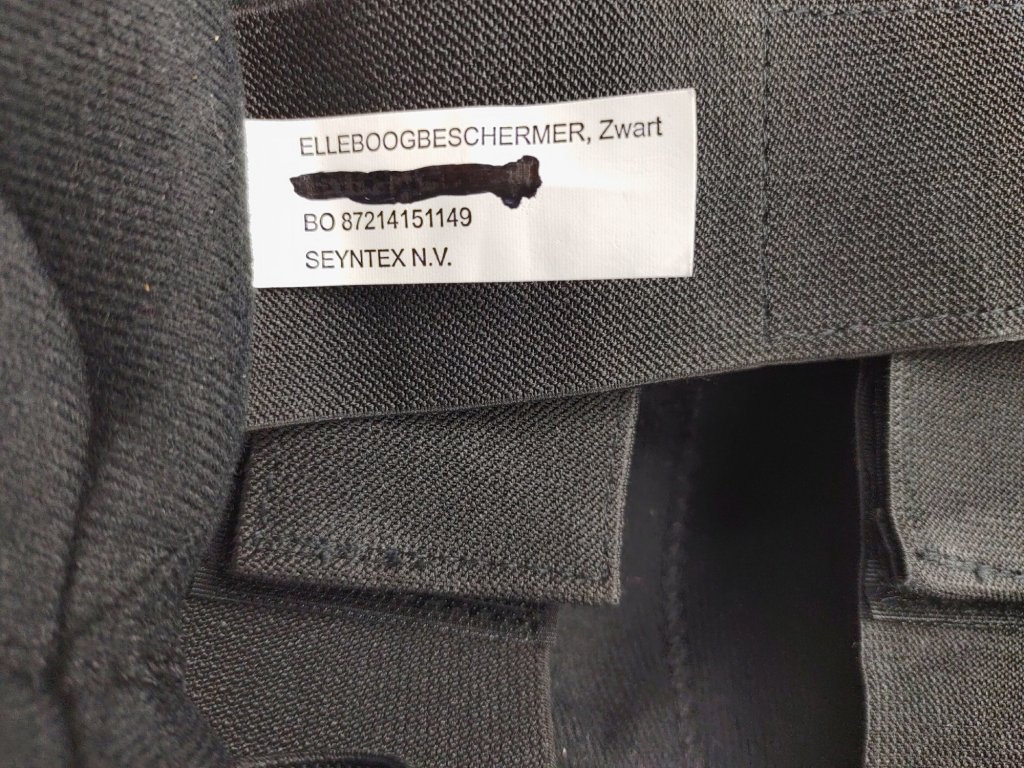 ELLEBOOGBESCHERMER, Zwart
BO 87214151149
SEYNTEX N.V.